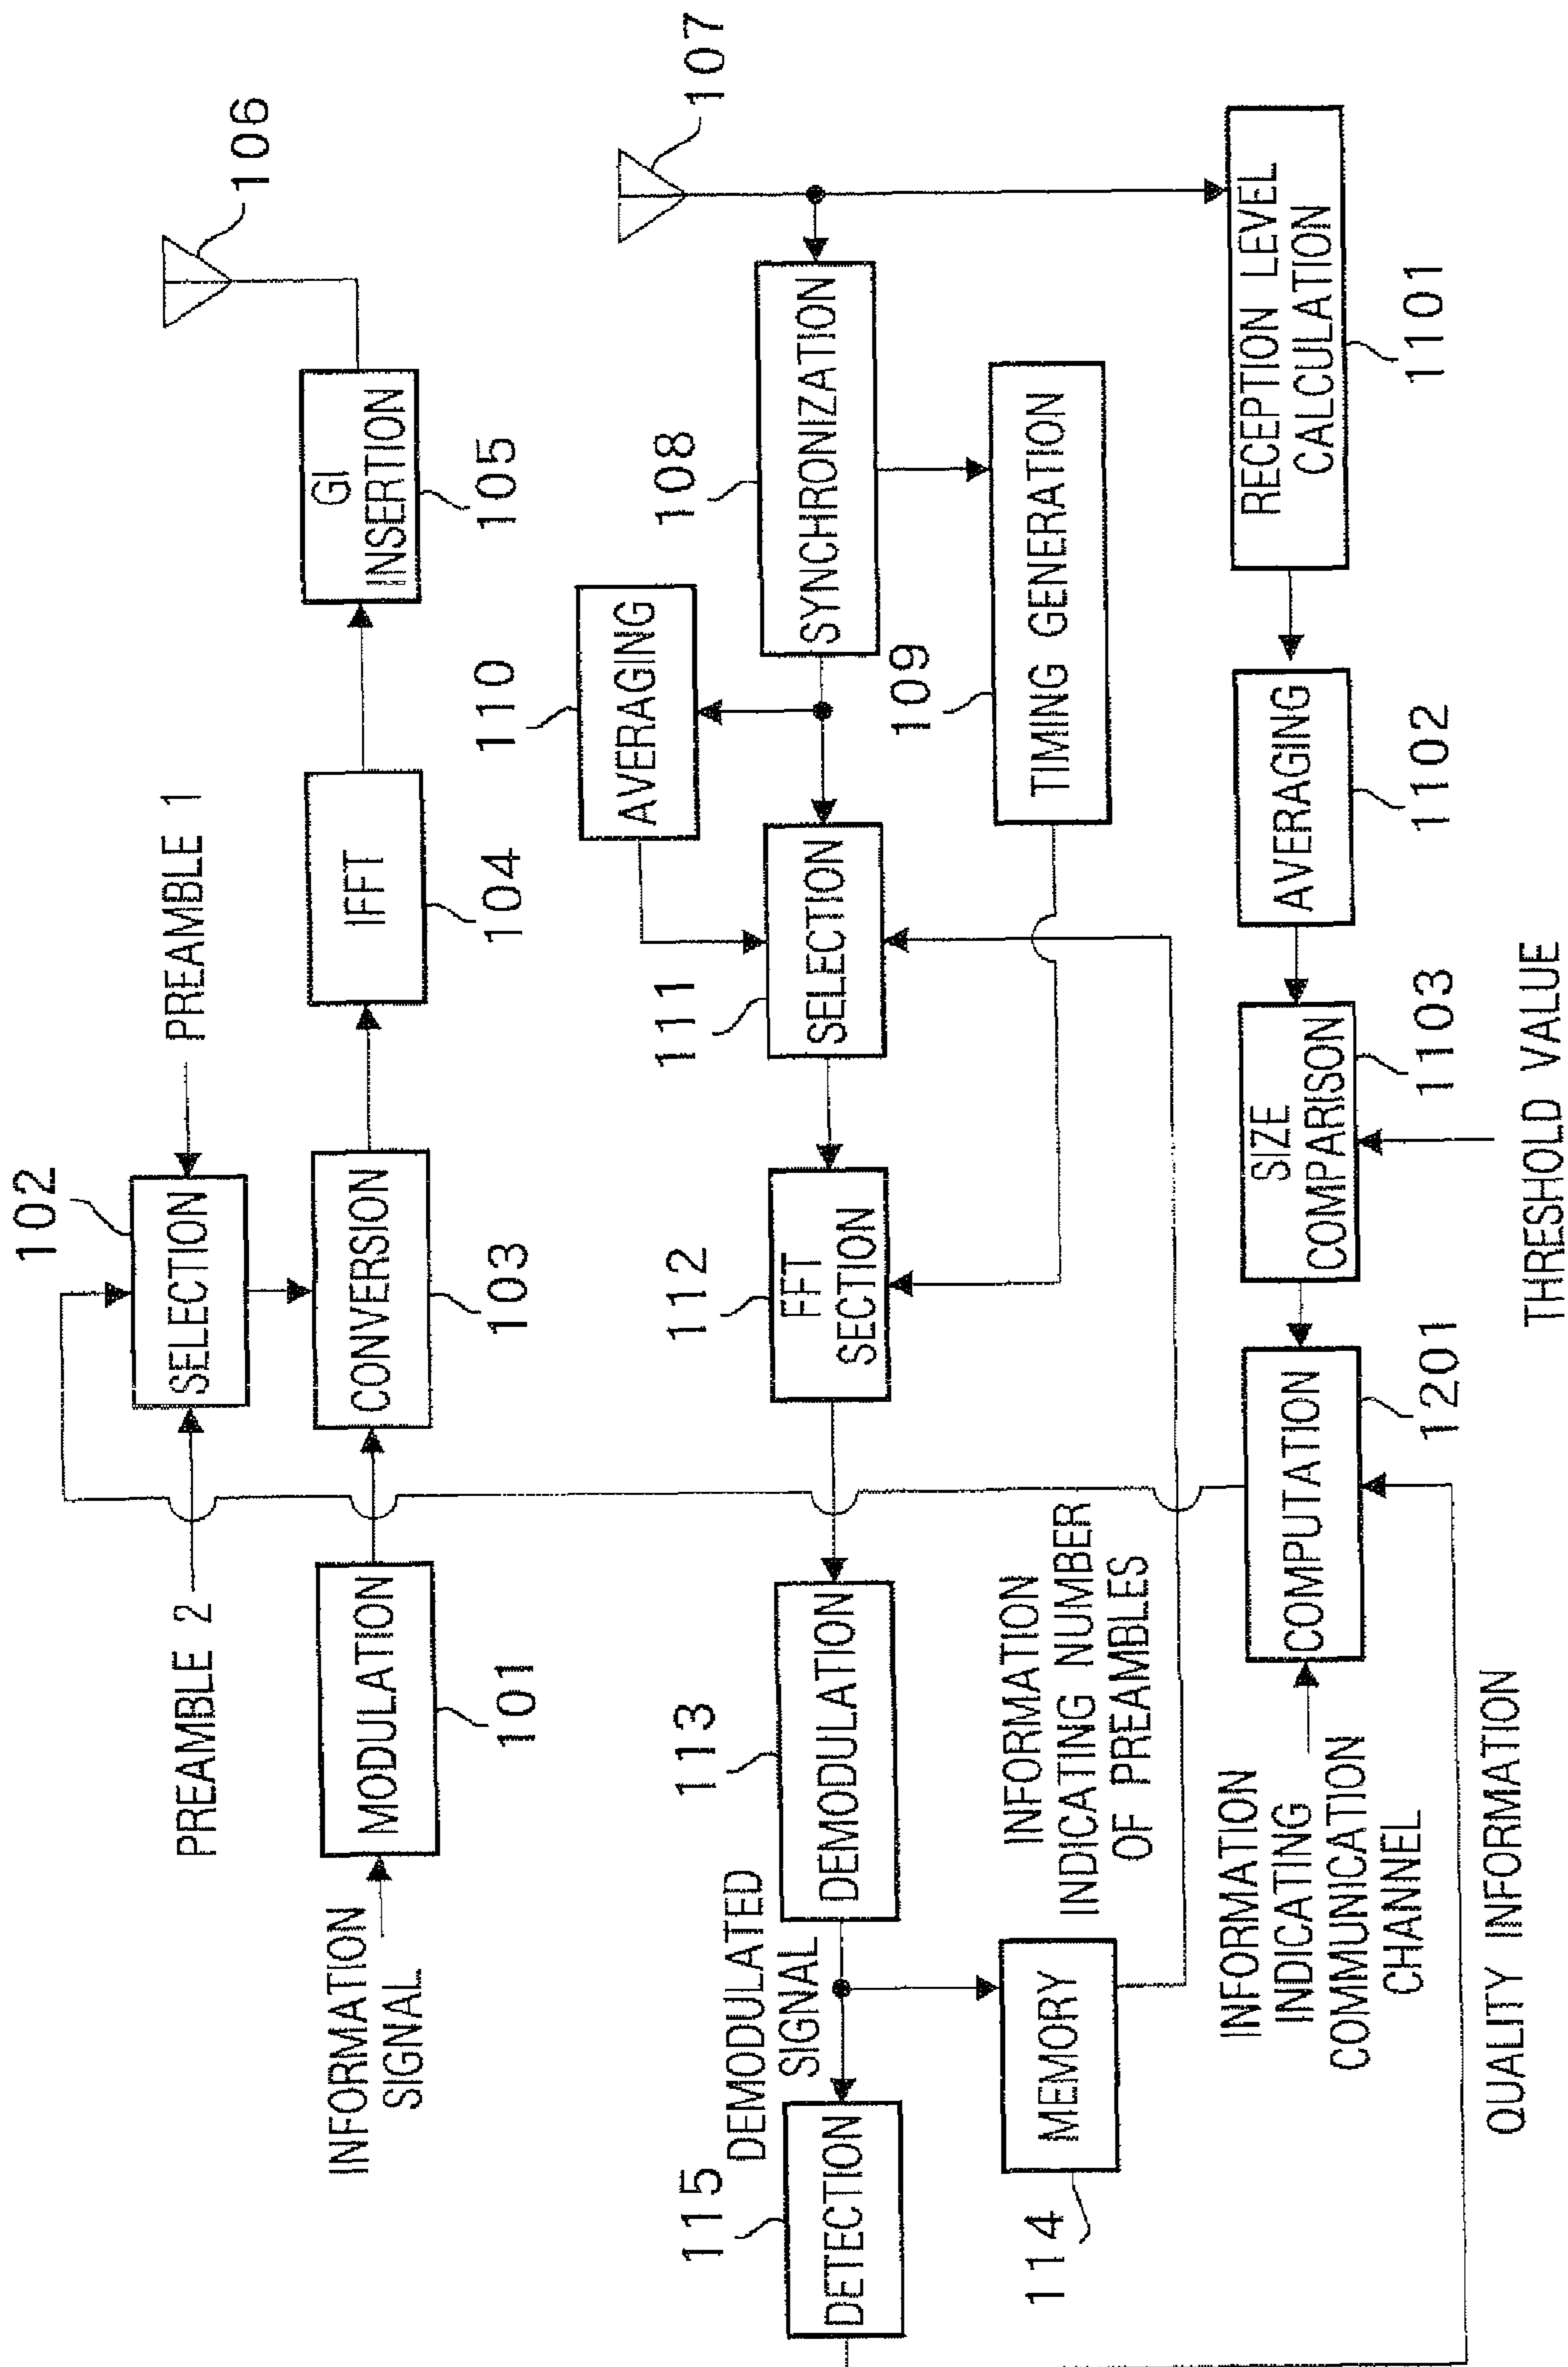 INFORMATION
SIGNAL
MODULATION
101
PREAMBLE 2
SELECTION
102
PREAMBLE 1
CONVERSION
103
IFFT
104
GI
INSERTION
105
106
107
SYNCHRONIZATION
108
TIMING GENERATION
109
AVERAGING
110
SELECTION
111
FFT
SECTION
112
DEMODULATION
113
DEMODULATED
SIGNAL
DETECTION
115
MEMORY
114
INFORMATION
INDICATING NUMBER
OF PREAMBLES
RECEPTION LEVEL
CALCULATION
1101
AVERAGING
1102
SIZE
COMPARISON
1103
THRESHOLD VALUE
COMPUTATION
1201
INFORMATION
INDICATING
COMMUNICATION
CHANNEL
QUALITY INFORMATION